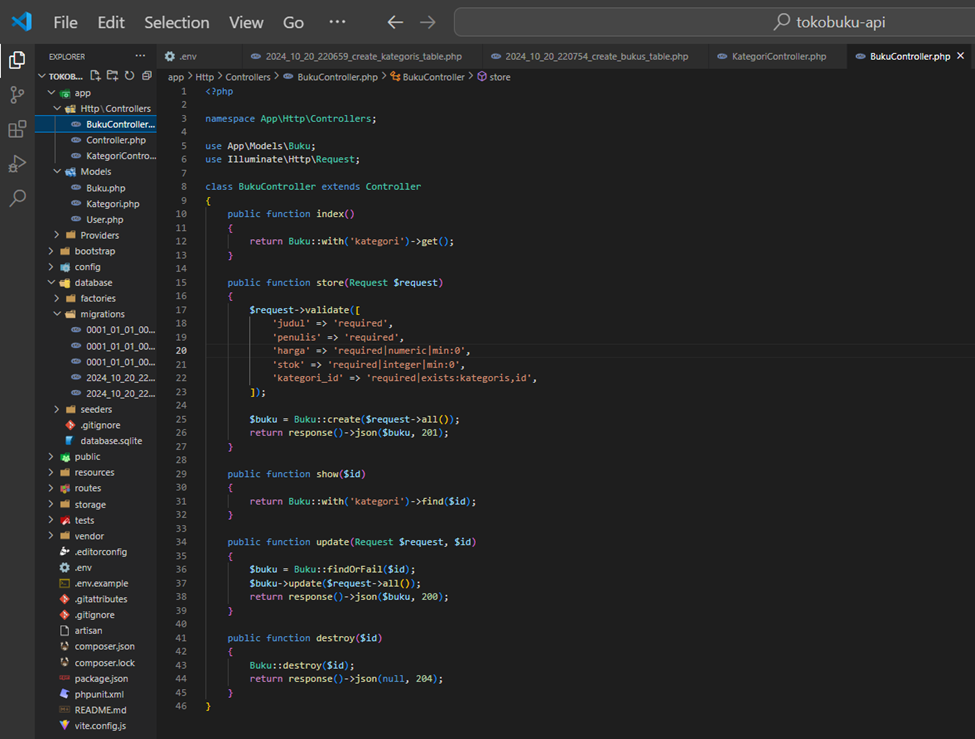 File Edit Selection View Go ··· tokobuku-api
EXPLORER ···
TOKOB...
app
Http\Controllers
BukuController...
Controller.php
KategoriContro...
Models
Buku.php
Kategori.php
User.php
Providers
bootstrap
config
database
factories
migrations
0001_01_01_00...
0001_01_01_00...
0001_01_01_00...
2024_10_20_22...
2024_10_20_22...
seeders
.gitignore
database.sqlite
public
resources
routes
storage
tests
vendor
.editorconfig
.env
.env.example
.gitattributes
.gitignore
artisan
composer.json
composer.lock
package.json
phpunit.xml
README.md
vite.config.js
.env 2024_10_20_220659_create_kategoris_table.php 2024_10_20_220754_create_bukus_table.php KategoriController.php BukuController.php
app > Http > Controllers > BukuController.php > BukuController > store
1 <?php
2
3 namespace App\Http\Controllers;
4
5 use App\Models\Buku;
6 use Illuminate\Http\Request;
7
8 class BukuController extends Controller
9 {
10 public function index()
11 {
12 return Buku::with('kategori')->get();
13 }
14
15 public function store(Request $request)
16 {
17 $request->validate([
18 'judul' => 'required',
19 'penulis' => 'required',
20 'harga' => 'required|numeric|min:0',
21 'stok' => 'required|integer|min:0',
22 'kategori_id' => 'required|exists:kategoris,id',
23 ]);
24
25 $buku = Buku::create($request->all());
26 return response()->json($buku, 201);
27 }
28
29 public function show($id)
30 {
31 return Buku::with('kategori')->find($id);
32 }
33
34 public function update(Request $request, $id)
35 {
36 $buku = Buku::findOrFail($id);
37 $buku->update($request->all());
38 return response()->json($buku, 200);
39 }
40
41 public function destroy($id)
42 {
43 Buku::destroy($id);
44 return response()->json(null, 204);
45 }
46 }